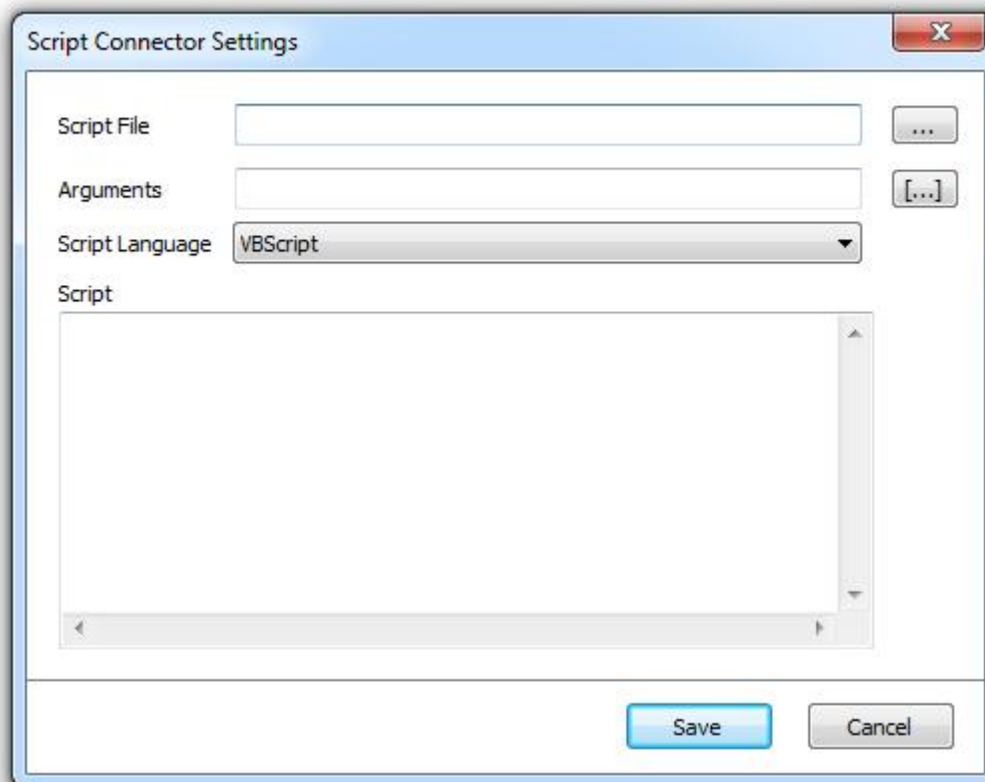 Script Connector Settings
Script File
...
Arguments
[...]
Script Language VBScript
Script
Save Cancel